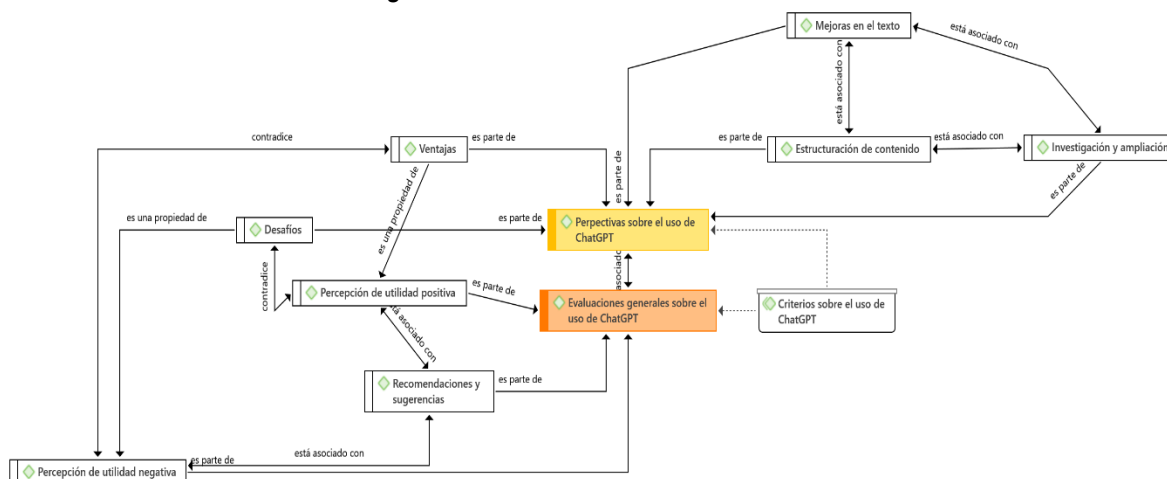 Mejoras en el texto
está asociado con
está asociado con
contradice
Ventajas
es parte de
es parte de
Estructuración de contenido
está asociado con
Investigación y ampliación
es parte de
es parte de
es una propiedad de
es una propiedad de
Desafíos
es parte de
Perpectivas sobre el uso de
ChatGPT
contradice
Percepción de utilidad positiva
es parte de
asociado
Evaluaciones generales sobre el
uso de ChatGPT
Criterios sobre el uso de
ChatGPT
está asociado con
Recomendaciones y
sugerencias
es parte de
Percepción de utilidad negativa
es parte de
está asociado con